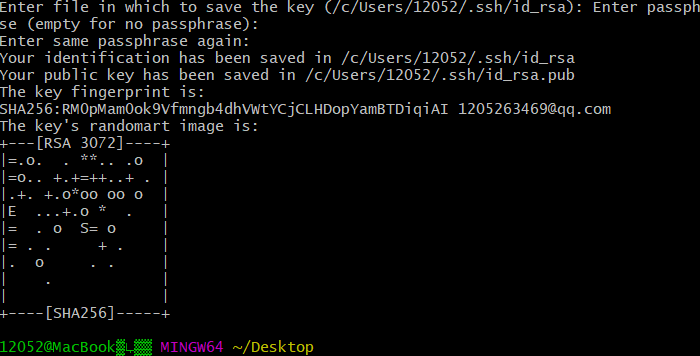 Enter file in which to save the key (/c/Users/12052/.ssh/id_rsa): Enter passph
se (empty for no passphrase):
Enter same passphrase again:
Your identification has been saved in /c/Users/12052/.ssh/id_rsa
Your public key has been saved in /c/Users/12052/.ssh/id_rsa.pub
The key fingerprint is:
SHA256:RMOpMamOok9Vfmngb4dhVWtYCjCLHDopYamBTDiqiAI 1205263469@qq.com
The key's randomart image is:
+---[RSA 3072]----+
|=.o.  . **.. .o  |
|=o.. +.+=++..+ . |
|.+. +.o*oo oo o  |
|E  ...+.o *  .   |
|=  . o  S= o     |
|= . .     + .    |
|.  o     . .     |
|    .            |
|                 |
+----[SHA256]-----+
12052@MacBook▒╘▒▒ MINGW64 ~/Desktop